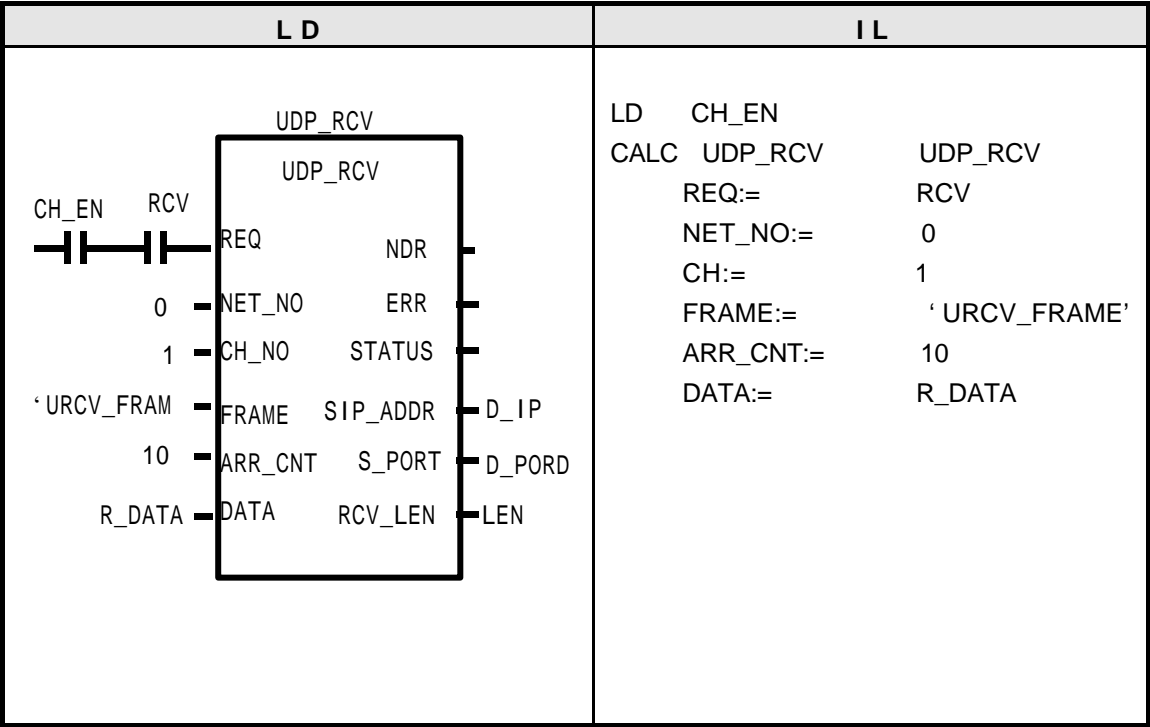 L D
I L
UDP_RCV
UDP_RCV
CH_EN RCV
REQ NDR
0 NET_NO ERR
1 CH_NO STATUS
‘URCV_FRAM FRAME SIP_ADDR D_IP
10 ARR_CNT S_PORT D_PORD
R_DATA DATA RCV_LEN LEN
LD CH_EN
CALC UDP_RCV UDP_RCV
REQ:= RCV
NET_NO:= 0
CH:= 1
FRAME:= ‘ URCV_FRAME’
ARR_CNT:= 10
DATA:= R_DATA